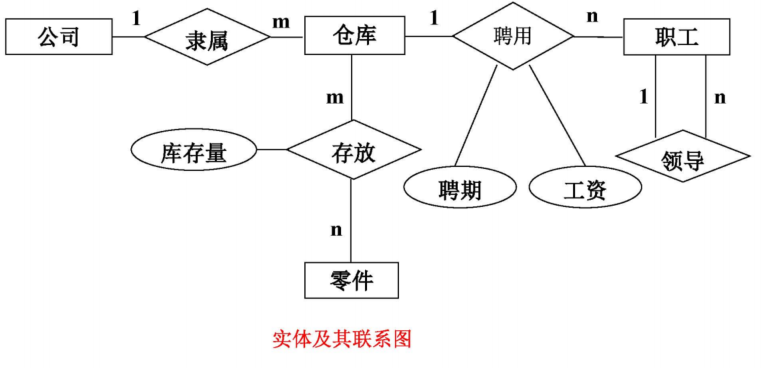 公司 1 隶属 m 仓库 1 聘用 n 职工
m 1 n
库存量 存放 领导
聘期 工资
n
零件
实体及其联系图